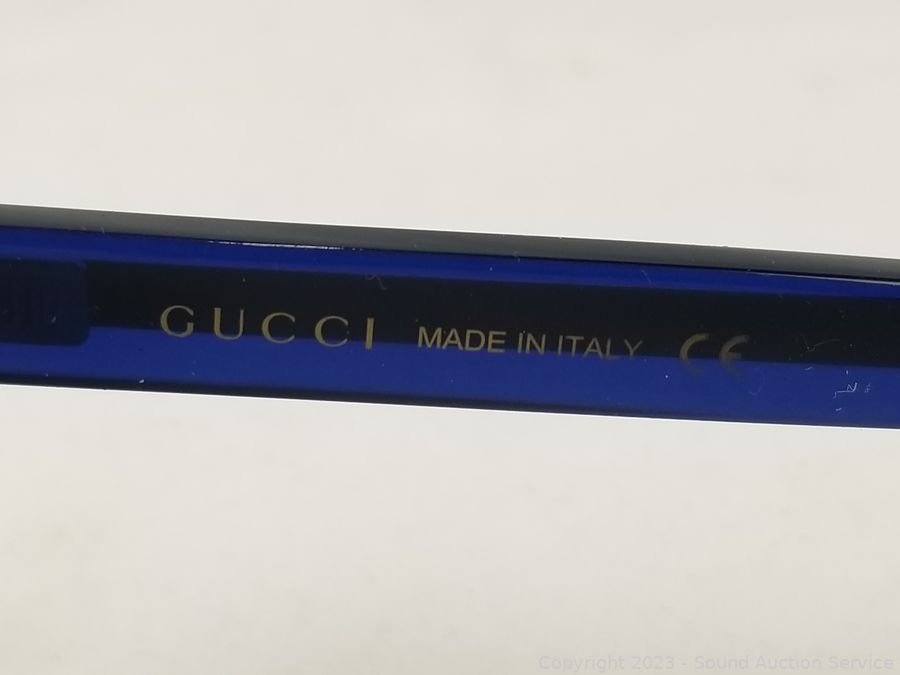 GUCCI MADE IN ITALY CE
Copyright 2023 - Sound Auction Service